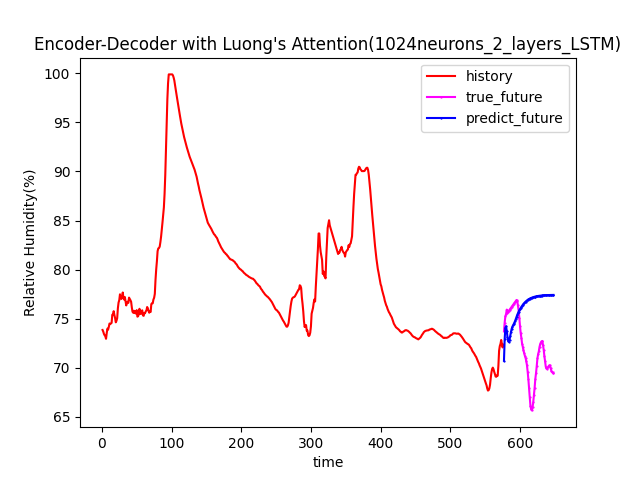 Encoder-Decoder with Luong's Attention(1024neurons_2_layers_LSTM)
history
true_future
predict_future
Relative Humidity(%)
100
95
90
85
80
75
70
65
0
100
200
300
400
500
600
time